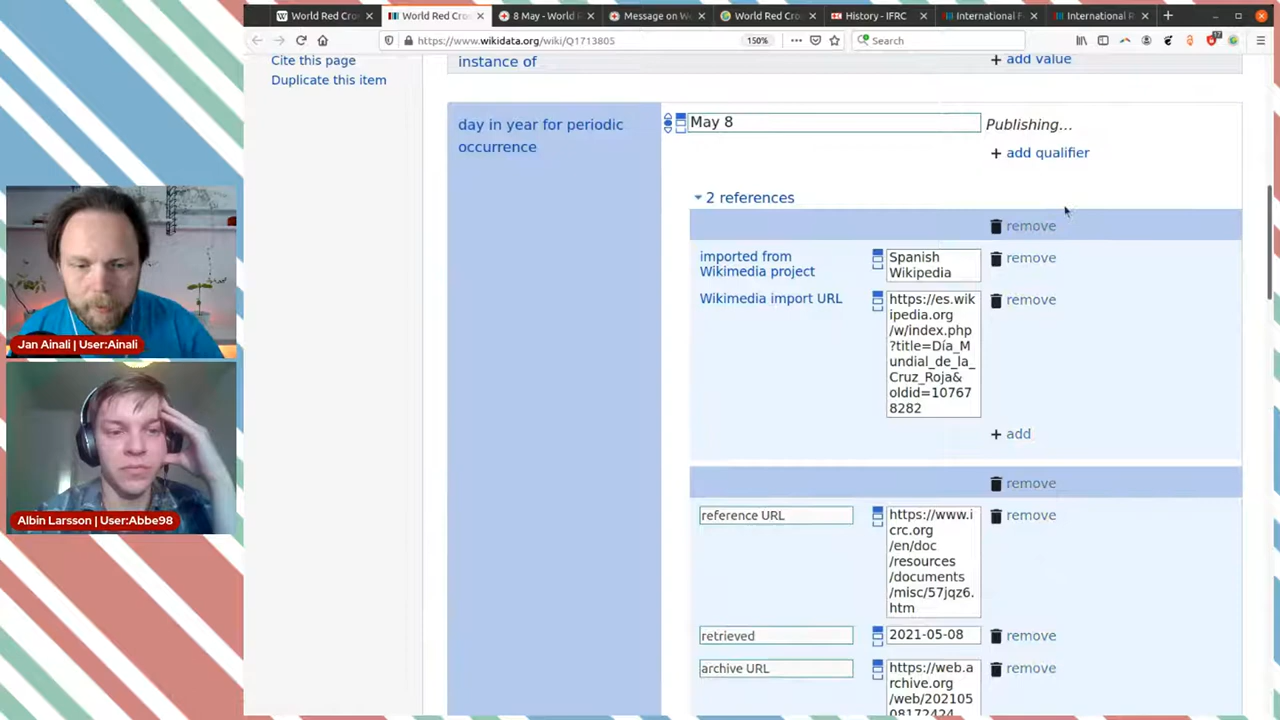 World Red Cro
World Red Cro
8 May - World R
Message on We
World Red Cro
History - IFRC
International F
International R
https://www.wikidata.org/wiki/Q1713805
150%
Search
17
Cite this page
Duplicate this item
instance of
+ add value
day in year for periodic
occurrence
May 8
Publishing...
+ add qualifier
2 references
remove
imported from
Wikimedia project
Spanish
Wikipedia
remove
Wikimedia import URL
https://es.wik
ipedia.org
/w/index.php
?title=Día_M
undial_de_la_
Cruz_Roja&
oldid=10767
8282
remove
+ add
remove
reference URL
https://www.i
crc.org
/en/doc
/resources
/documents
/misc/57jqz6.
htm
remove
retrieved
2021-05-08
remove
archive URL
https://web.a
rchive.org
/web/202105
08172424
remove
Jan Ainali | User:Ainali
Albin Larsson | User:Abbe98